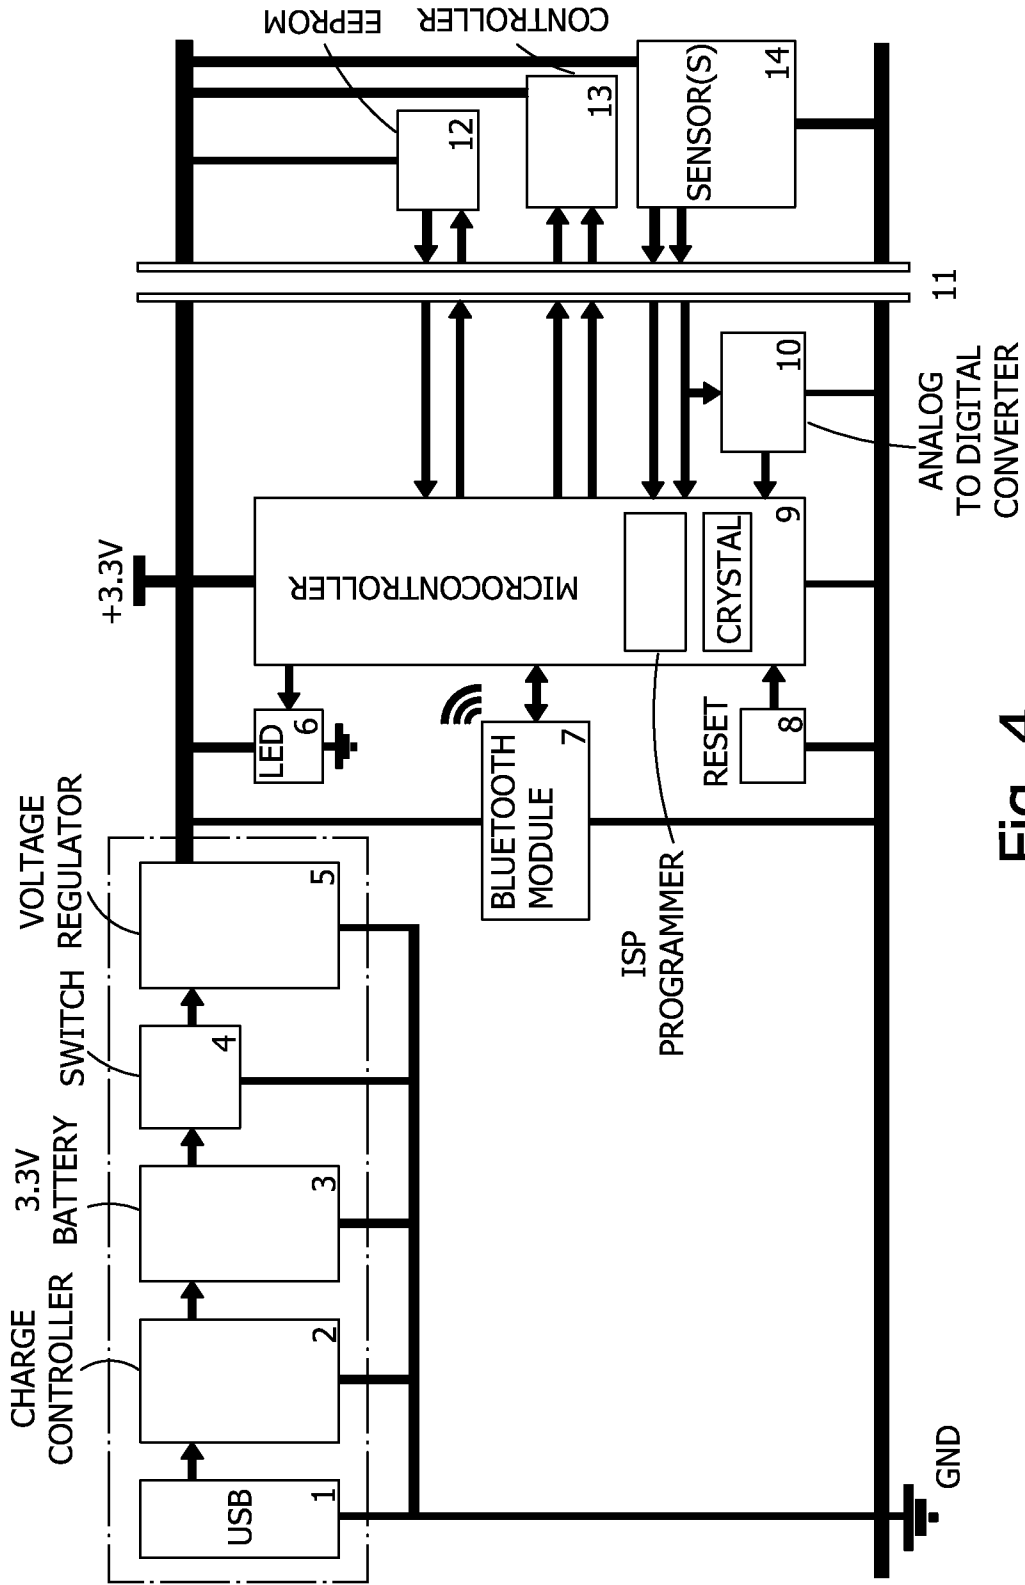 CHARGE
CONTROLLER
3.3V
BATTERY
SWITCH
VOLTAGE
REGULATOR
+3.3V
EEPROM
CONTROLLER
USB
1
2
3
4
5
LED
6
BLUETOOTH
MODULE
7
RESET
8
MICROCONTROLLER
CRYSTAL
9
ISP
PROGRAMMER
10
ANALOG
TO DIGITAL
CONVERTER
11
12
13
SENSOR(S)
14
GND
Fig. 4